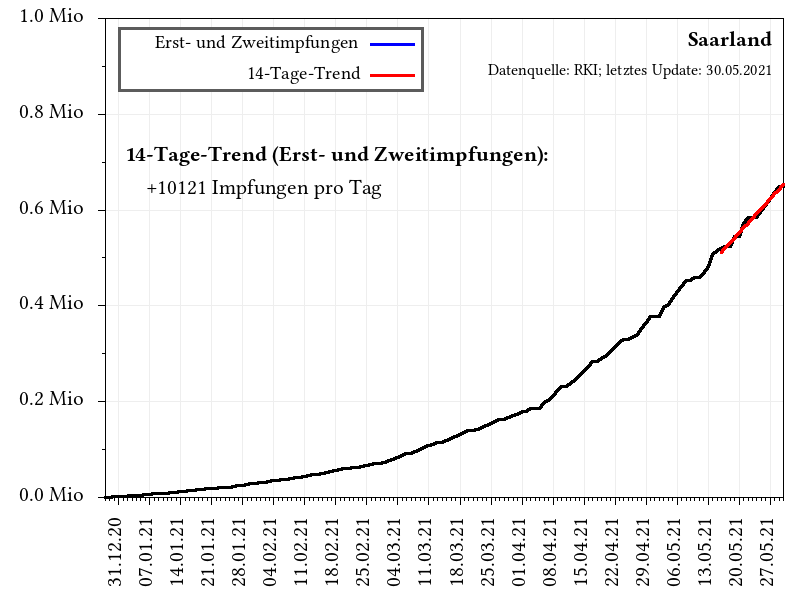 1.0 Mio
0.8 Mio
0.6 Mio
0.4 Mio
0.2 Mio
0.0 Mio
Erst- und Zweitimpfungen
14-Tage-Trend
Saarland
Datenquelle: RKI; letztes Update: 30.05.2021
14-Tage-Trend (Erst- und Zweitimpfungen):
+10121 Impfungen pro Tag
31.12.20
07.01.21
14.01.21
21.01.21
28.01.21
04.02.21
11.02.21
18.02.21
25.02.21
04.03.21
11.03.21
18.03.21
25.03.21
01.04.21
08.04.21
15.04.21
22.04.21
29.04.21
06.05.21
13.05.21
20.05.21
27.05.21